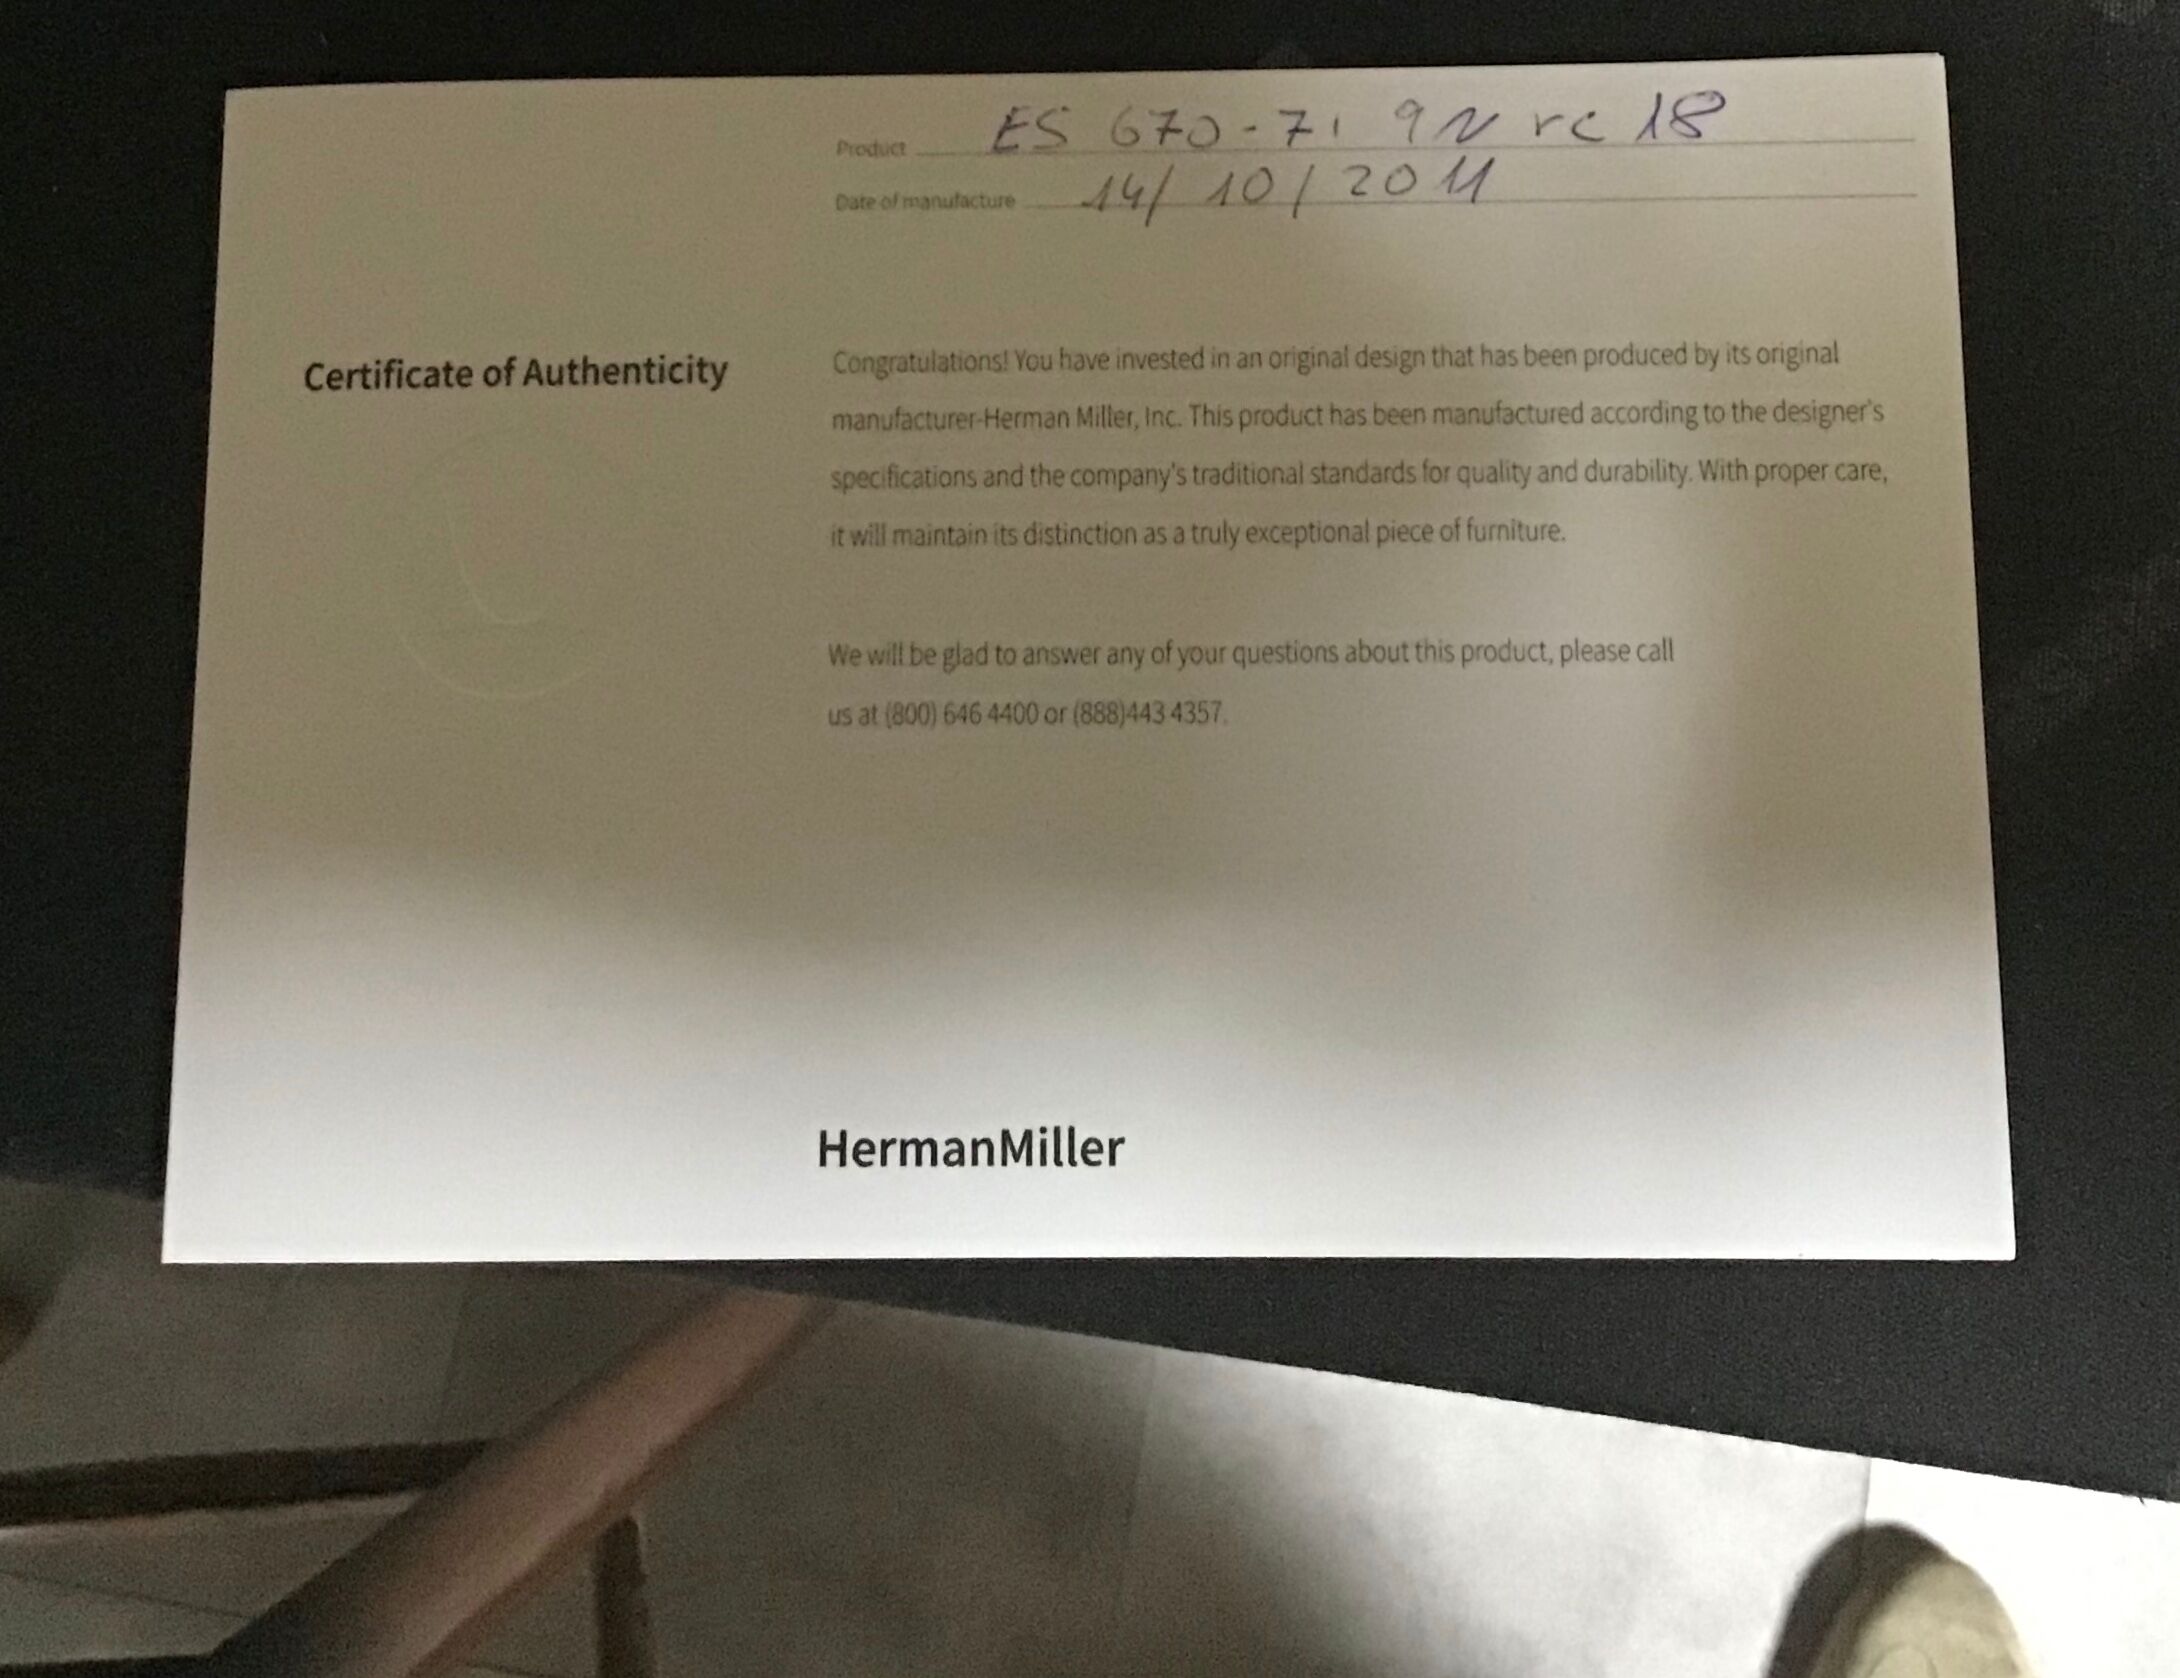 Product ES 670-71 9N rc 18
Date of manufacture 14/10/2011
Certificate of Authenticity
Congratulations! You have invested in an original design that has been produced by its original
manufacturer-Herman Miller, Inc. This product has been manufactured according to the designer's
specifications and the company's traditional standards for quality and durability. With proper care,
it will maintain its distinction as a truly exceptional piece of furniture.
We will be glad to answer any of your questions about this product, please call
us at (800) 646 4400 or (888)443 4357.
HermanMiller